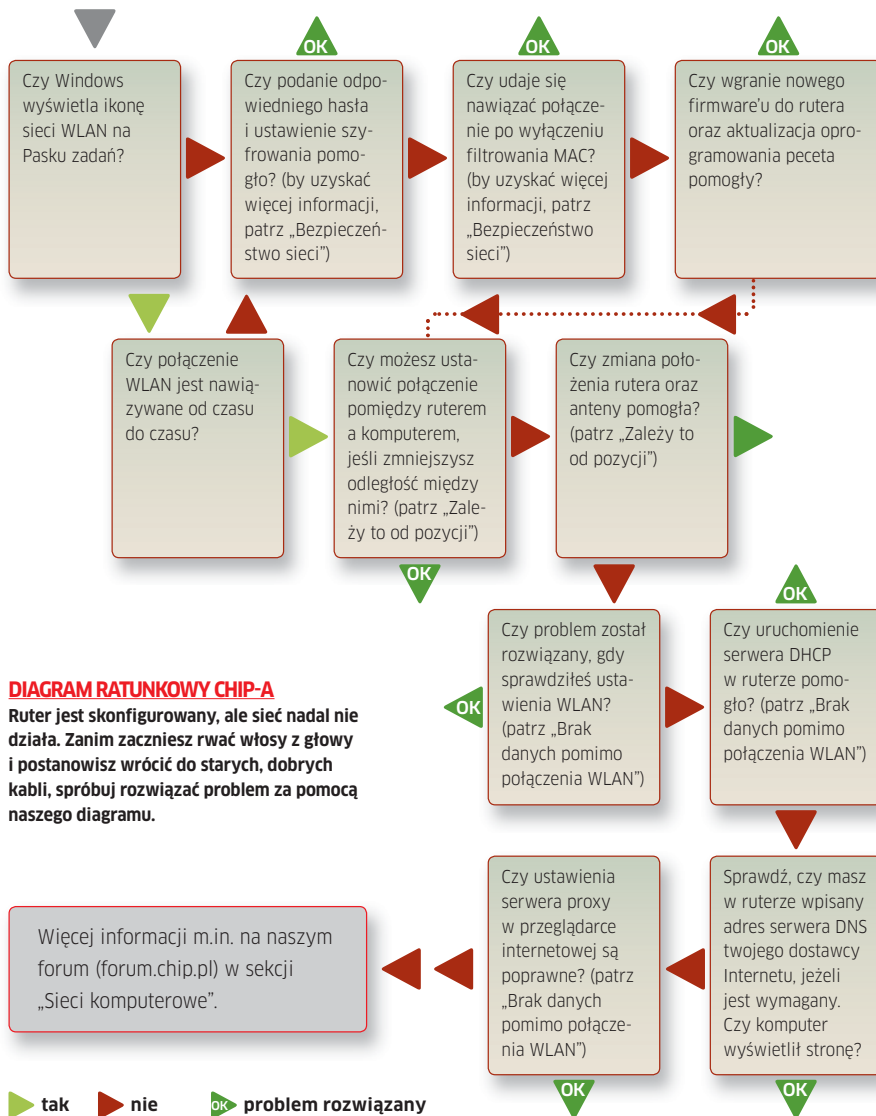 OK
OK
OK
Czy Windows
wyświetla ikonę
sieci WLAN na
Pasku zadań?
Czy podanie odpo-
wiedniego hasła
i ustawienie szy-
frowania pomo-
gło? (by uzyskać
więcej informacji,
patrz „Bezpieczeń-
stwo sieci”)
Czy udaje się
nawiązać połącze-
nie po wyłączeniu
filtrowania MAC?
(by uzyskać więcej
informacji, patrz
„Bezpieczeństwo
sieci”)
Czy wgranie nowego
firmware'u do rutera
oraz aktualizacja opro-
gramowania peceta
pomogły?
Czy połączenie
WLAN jest nawią-
zywane od czasu
do czasu?
Czy możesz usta-
nowić połączenie
pomiędzy ruterem
a komputerem,
jeśli zmniejszysz
odległość między
nimi? (patrz „Zale-
ży to od pozycji”)
Czy zmiana poło-
żenia rutera oraz
anteny pomogła?
(patrz „Zależy to
od pozycji”)
OK
OK
Czy problem został
rozwiązany, gdy
sprawdziłeś usta-
wienia WLAN?
(patrz „Brak
danych pomimo
połączenia WLAN”)
OK
Czy uruchomienie
serwera DHCP
w ruterze pomo-
gło? (patrz „Brak
danych pomimo
połączenia WLAN”)
DIAGRAM RATUNKOWY CHIP-A
Ruter jest skonfigurowany, ale sieć nadal nie
działa. Zanim zaczniesz rwać włosy z głowy
i postanowisz wrócić do starych, dobrych
kabli, spróbuj rozwiązać problem za pomocą
naszego diagramu.
Czy ustawienia
serwera proxy
w przeglądarce
internetowej są
poprawne? (patrz
„Brak danych
pomimo połącze-
nia WLAN”)
Sprawdź, czy masz
w ruterze wpisany
adres serwera DNS
twojego dostawcy
Internetu, jeżeli
jest wymagany.
Czy komputer
wyświetlił stronę?
Więcej informacji m.in. na naszym
forum (forum.chip.pl) w sekcji
„Sieci komputerowe”.
OK
OK
tak nie OK problem rozwiązany